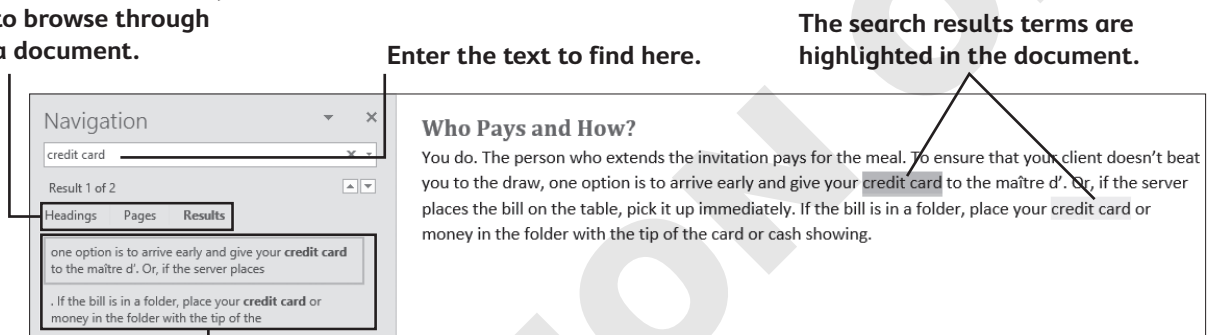 to browse through
a document.
Enter the text to find here.
The search results terms are
highlighted in the document.
Navigation
credit card
Result 1 of 2
Headings Pages Results
one option is to arrive early and give your credit card
to the maître d'. Or, if the server places
. If the bill is in a folder, place your credit card or
money in the folder with the tip of the
Who Pays and How?
You do. The person who extends the invitation pays for the meal. To ensure that your client doesn't beat
you to the draw, one option is to arrive early and give your credit card to the maître d'. Or, if the server
places the bill on the table, pick it up immediately. If the bill is in a folder, place your credit card or
money in the folder with the tip of the card or cash showing.